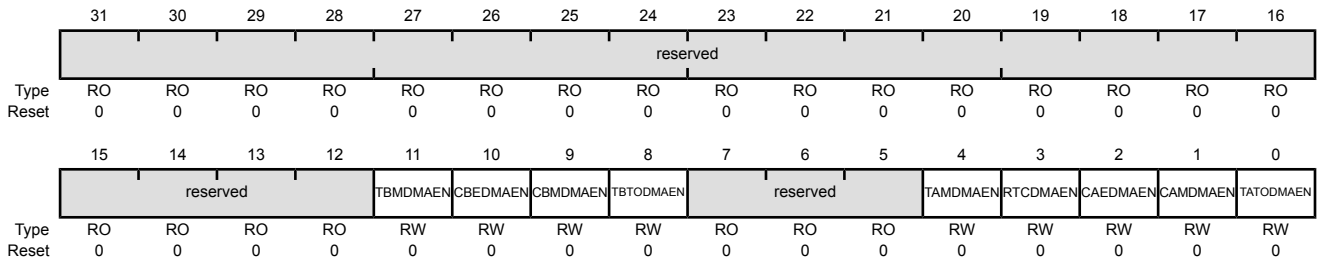 31 30 29 28 27 26 25 24 23 22 21 20 19 18 17 16
reserved
Type RO RO RO RO RO RO RO RO RO RO RO RO RO RO RO RO
Reset 0 0 0 0 0 0 0 0 0 0 0 0 0 0 0 0
15 14 13 12 11 10 9 8 7 6 5 4 3 2 1 0
reserved TBMDMAEN CBEDMAEN CBMDMAEN TBTODMAEN reserved TAMDMAEN RTCDMAEN CAEDMAEN CAMDMAEN TATODMAEN
Type RO RO RO RO RW RW RW RW RO RO RO RW RW RW RW RW
Reset 0 0 0 0 0 0 0 0 0 0 0 0 0 0 0 0